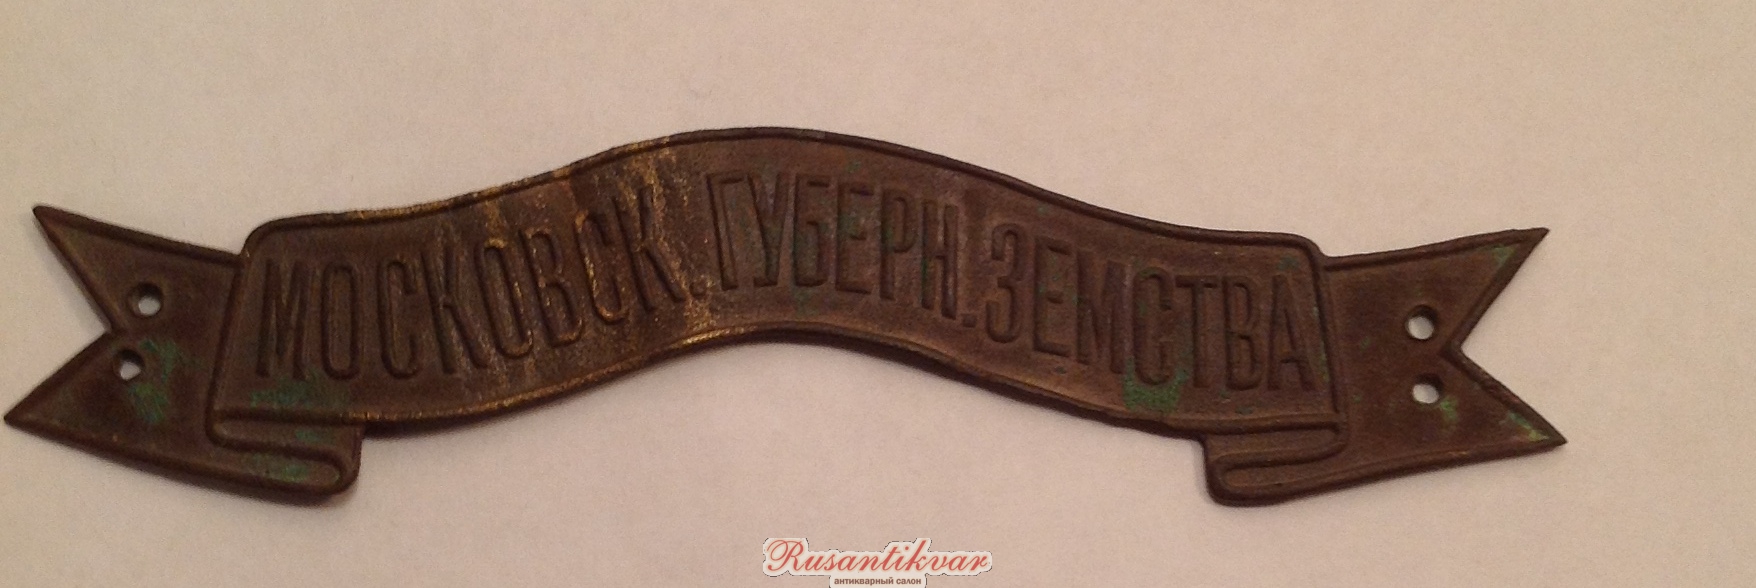 МОСКОВСК.ГУБЕРН.ЗЕМСТВА
Rusantikvar
антикварный салон